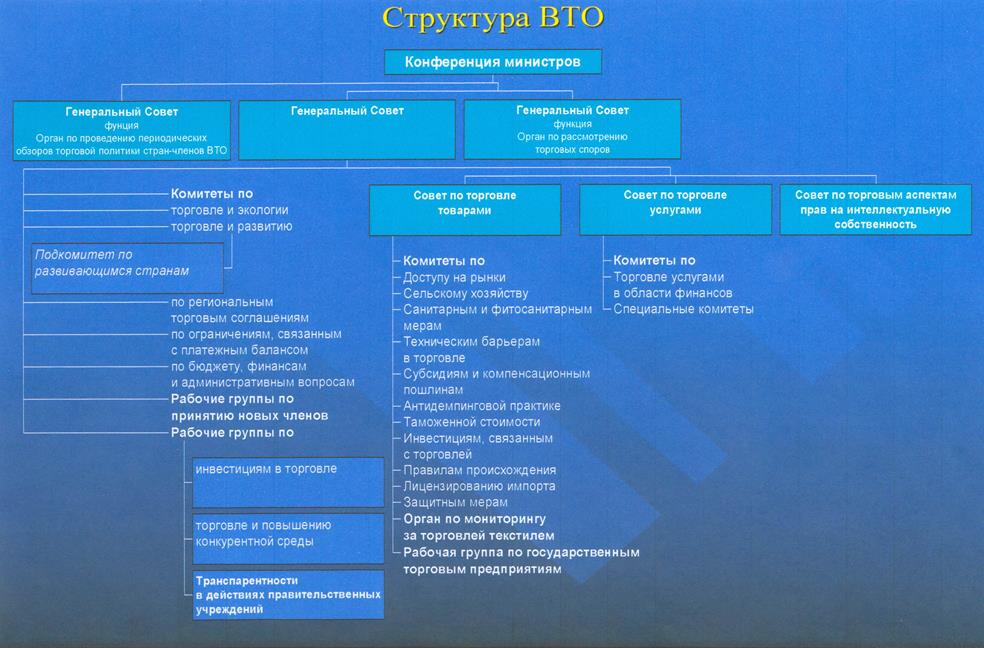 Структура ВТО
Конференция министров
Генеральный Совет
фунция
Орган по проведению периодических
обзоров торговой политики стран-членов ВТО
Генеральный Совет
Генеральный Совет
функция
Орган по рассмотрению
торговых споров
Комитеты по
торговле и экологии
торговле и развитию
Подкомитет по
развивающимся странам
по региональным
торговым соглашениям
по ограничениям, связанным
с платежным балансом
по бюджету, финансам
и административным вопросам
Рабочие группы по
принятию новых членов
Рабочие группы по
инвестициям в торговле
торговле и повышению
конкурентной среды
Транспарентности
в действиях правительственных
учреждений
Совет по торговле
товарами
Комитеты по
Доступу на рынки
Сельскому хозяйству
Санитарным и фитосанитарным
мерам
Техническим барьерам
в торговле
Субсидиям и компенсационным
пошлинам
Антидемпинговой практике
Таможенной стоимости
Инвестициям, связанным
с торговлей
Правилам происхождения
Лицензированию импорта
Защитным мерам
Орган по мониторингу
за торговлей текстилем
Рабочая группа по государственным
торговым предприятиям
Совет по торговле
услугами
Комитеты по
Торговле услугами
в области финансов
Специальные комитеты
Совет по торговым аспектам
прав на интеллектуальную
собственность